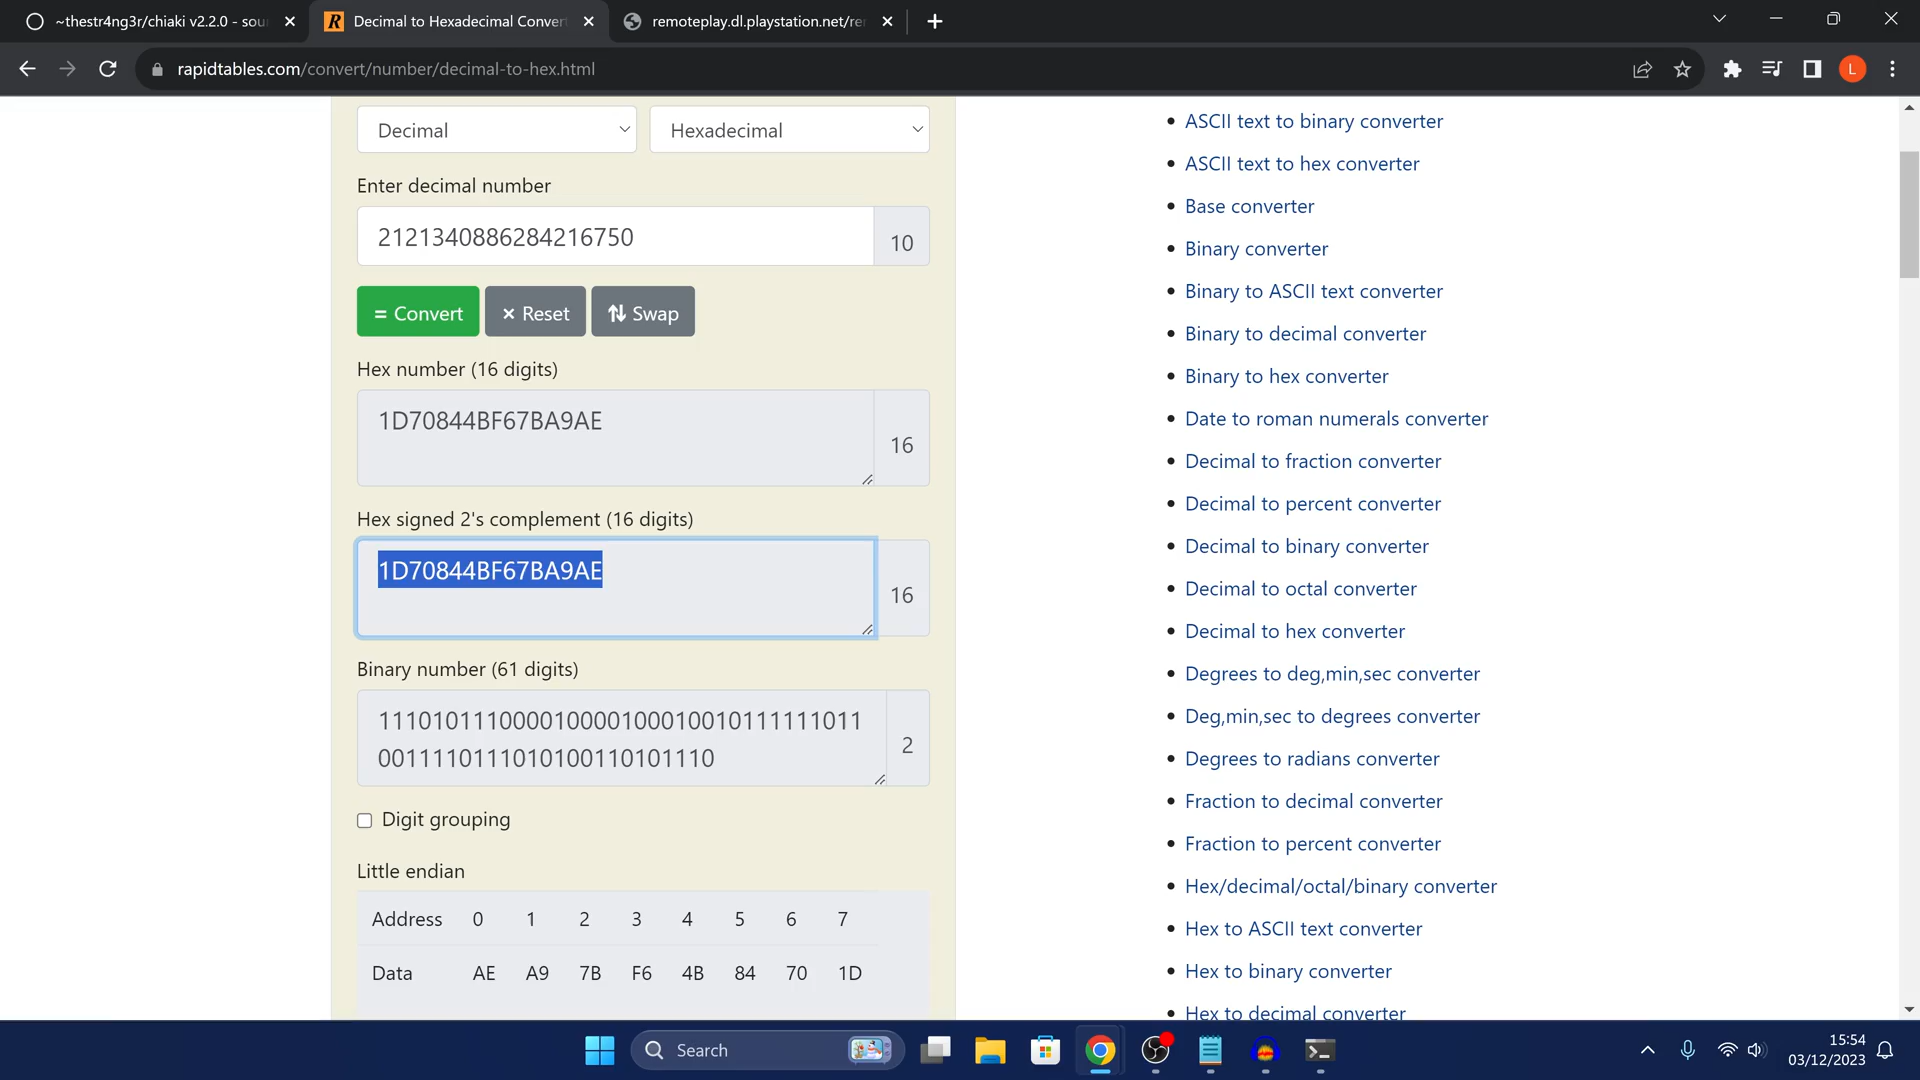 ~thestr4ng3r/chiaki v2.2.0 - sou
Decimal to Hexadecimal Convert
remoteplay.dl.playstation.net/re
rapidtables.com/convert/number/decimal-to-hex.html
L
Decimal
Hexadecimal
Enter decimal number
2121340886284216750
10
= Convert
× Reset
Swap
Hex number (16 digits)
1D70844BF67BA9AE
16
Hex signed 2's complement (16 digits)
1D70844BF67BA9AE
16
Binary number (61 digits)
1110101110000100001000100101111110110
011110111010100110101110
2
Digit grouping
Little endian
Address 0 1 2 3 4 5 6 7
Data AE A9 7B F6 4B 84 70 1D
ASCII text to binary converter
ASCII text to hex converter
Base converter
Binary converter
Binary to ASCII text converter
Binary to decimal converter
Binary to hex converter
Date to roman numerals converter
Decimal to fraction converter
Decimal to percent converter
Decimal to binary converter
Decimal to octal converter
Decimal to hex converter
Degrees to deg,min,sec converter
Deg,min,sec to degrees converter
Degrees to radians converter
Fraction to decimal converter
Fraction to percent converter
Hex/decimal/octal/binary converter
Hex to ASCII text converter
Hex to binary converter
Hex to decimal converter
Search
15:54
03/12/2023